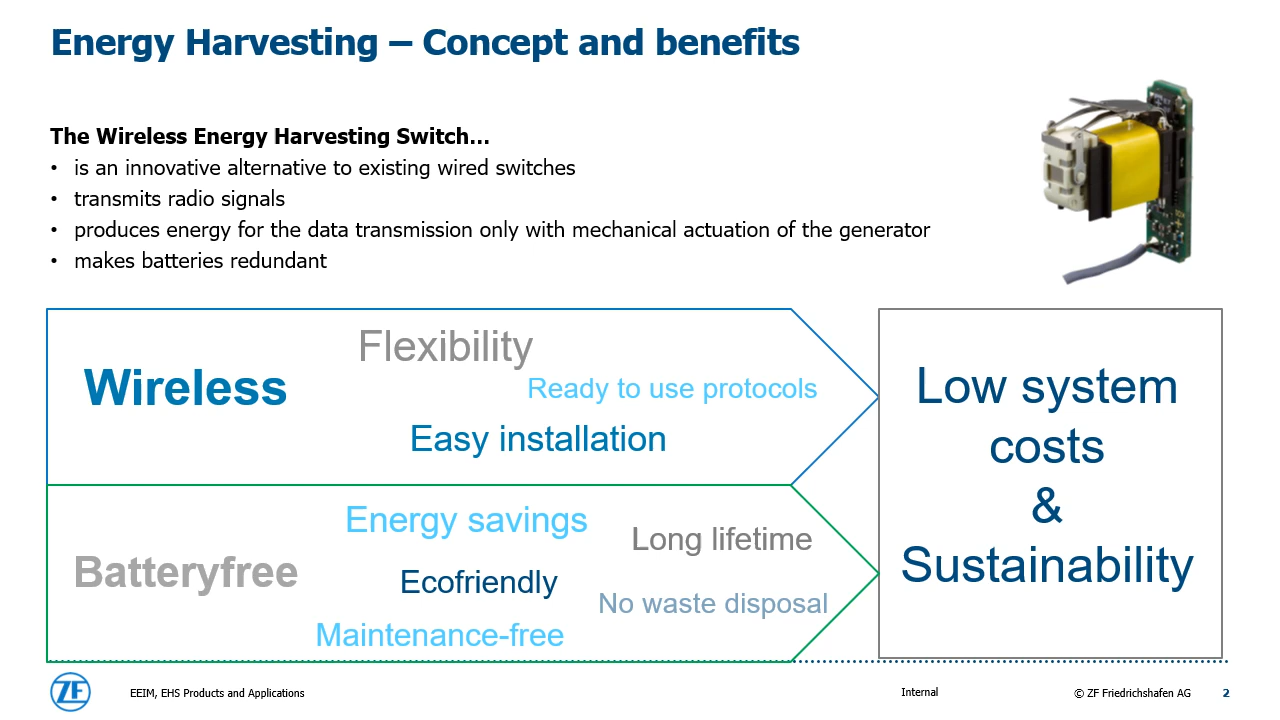 Energy Harvesting – Concept and benefits
The Wireless Energy Harvesting Switch...
• is an innovative alternative to existing wired switches
• transmits radio signals
• produces energy for the data transmission only with mechanical actuation of the generator
• makes batteries redundant
Wireless
Flexibility
Ready to use protocols
Easy installation
Batteryfree
Energy savings
Long lifetime
Ecofriendly
No waste disposal
Maintenance-free
Low system
costs
&
Sustainability
ZF
EEIM, EHS Products and Applications
Internal
© ZF Friedrichshafen AG
2